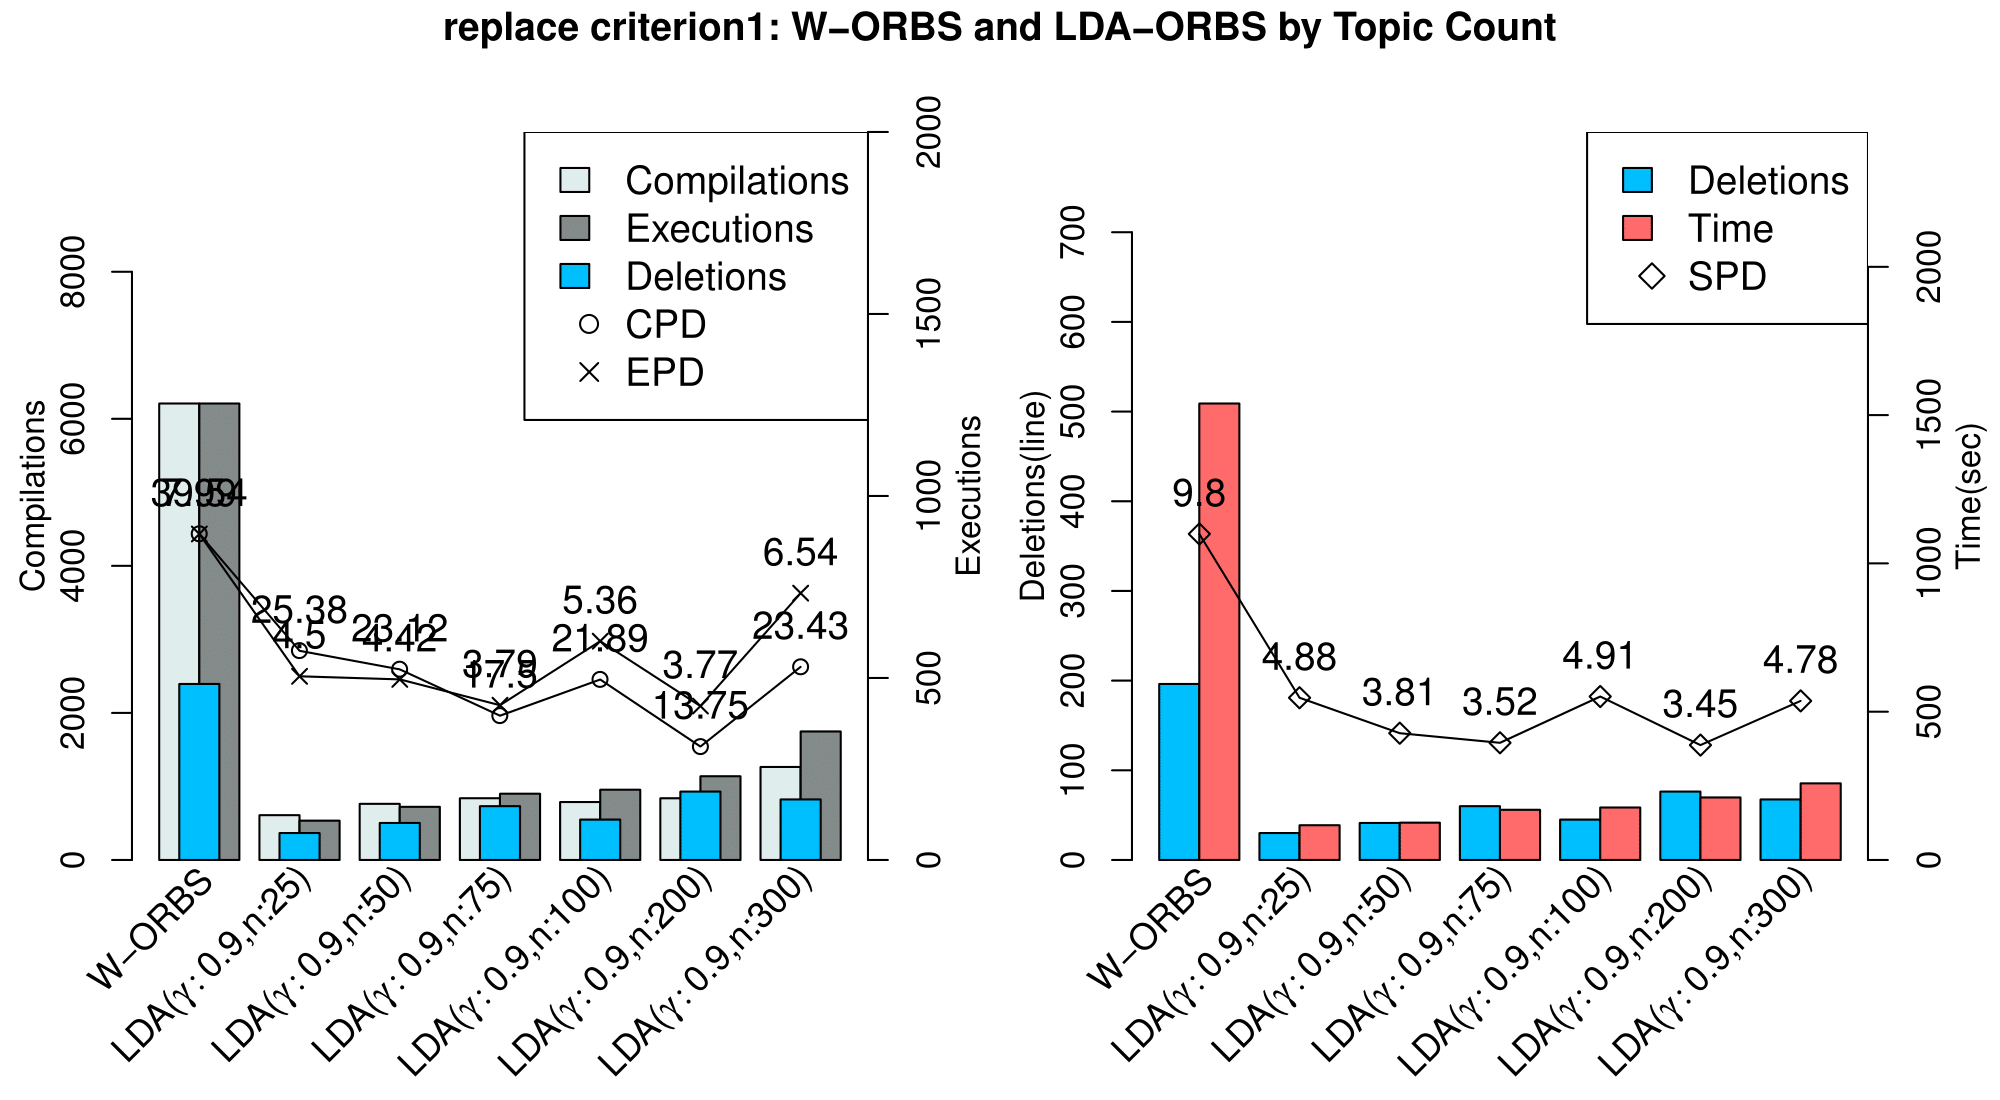 replace criterion1: W−ORBS and LDA−ORBS by Topic Count
Compilations
0
2000
4000
6000
8000
Compilations
Executions
Deletions
CPD
EPD
25.38
4.5
23.12
4.42
3.79
17.5
5.36
21.89
3.77
13.75
6.54
23.43
0
500
1000
1500
2000
Executions
W−ORBS
LDA(γ: 0.9,n:25)
LDA(γ: 0.9,n:50)
LDA(γ: 0.9,n:75)
LDA(γ: 0.9,n:100)
LDA(γ: 0.9,n:200)
LDA(γ: 0.9,n:300)
Deletions(line)
0
100
200
300
400
500
600
700
Deletions
Time
SPD
9.8
4.88
3.81
3.52
4.91
3.45
4.78
0
500
1000
1500
20000
Time(sec)
W−ORBS
LDA(γ: 0.9,n:25)
LDA(γ: 0.9,n:50)
LDA(γ: 0.9,n:75)
LDA(γ: 0.9,n:100)
LDA(γ: 0.9,n:200)
LDA(γ: 0.9,n:300)